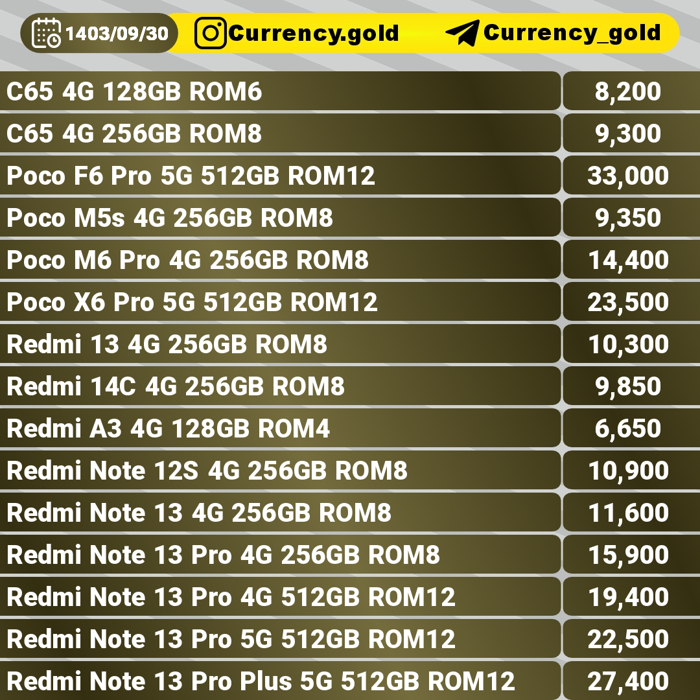 1403/09/30 Currency.gold Currency_gold
C65 4G 128GB ROM6 8,200
C65 4G 256GB ROM8 9,300
Poco F6 Pro 5G 512GB ROM12 33,000
Poco M5s 4G 256GB ROM8 9,350
Poco M6 Pro 4G 256GB ROM8 14,400
Poco X6 Pro 5G 512GB ROM12 23,500
Redmi 13 4G 256GB ROM8 10,300
Redmi 14C 4G 256GB ROM8 9,850
Redmi A3 4G 128GB ROM4 6,650
Redmi Note 12S 4G 256GB ROM8 10,900
Redmi Note 13 4G 256GB ROM8 11,600
Redmi Note 13 Pro 4G 256GB ROM8 15,900
Redmi Note 13 Pro 4G 512GB ROM12 19,400
Redmi Note 13 Pro 5G 512GB ROM12 22,500
Redmi Note 13 Pro Plus 5G 512GB ROM12 27,400